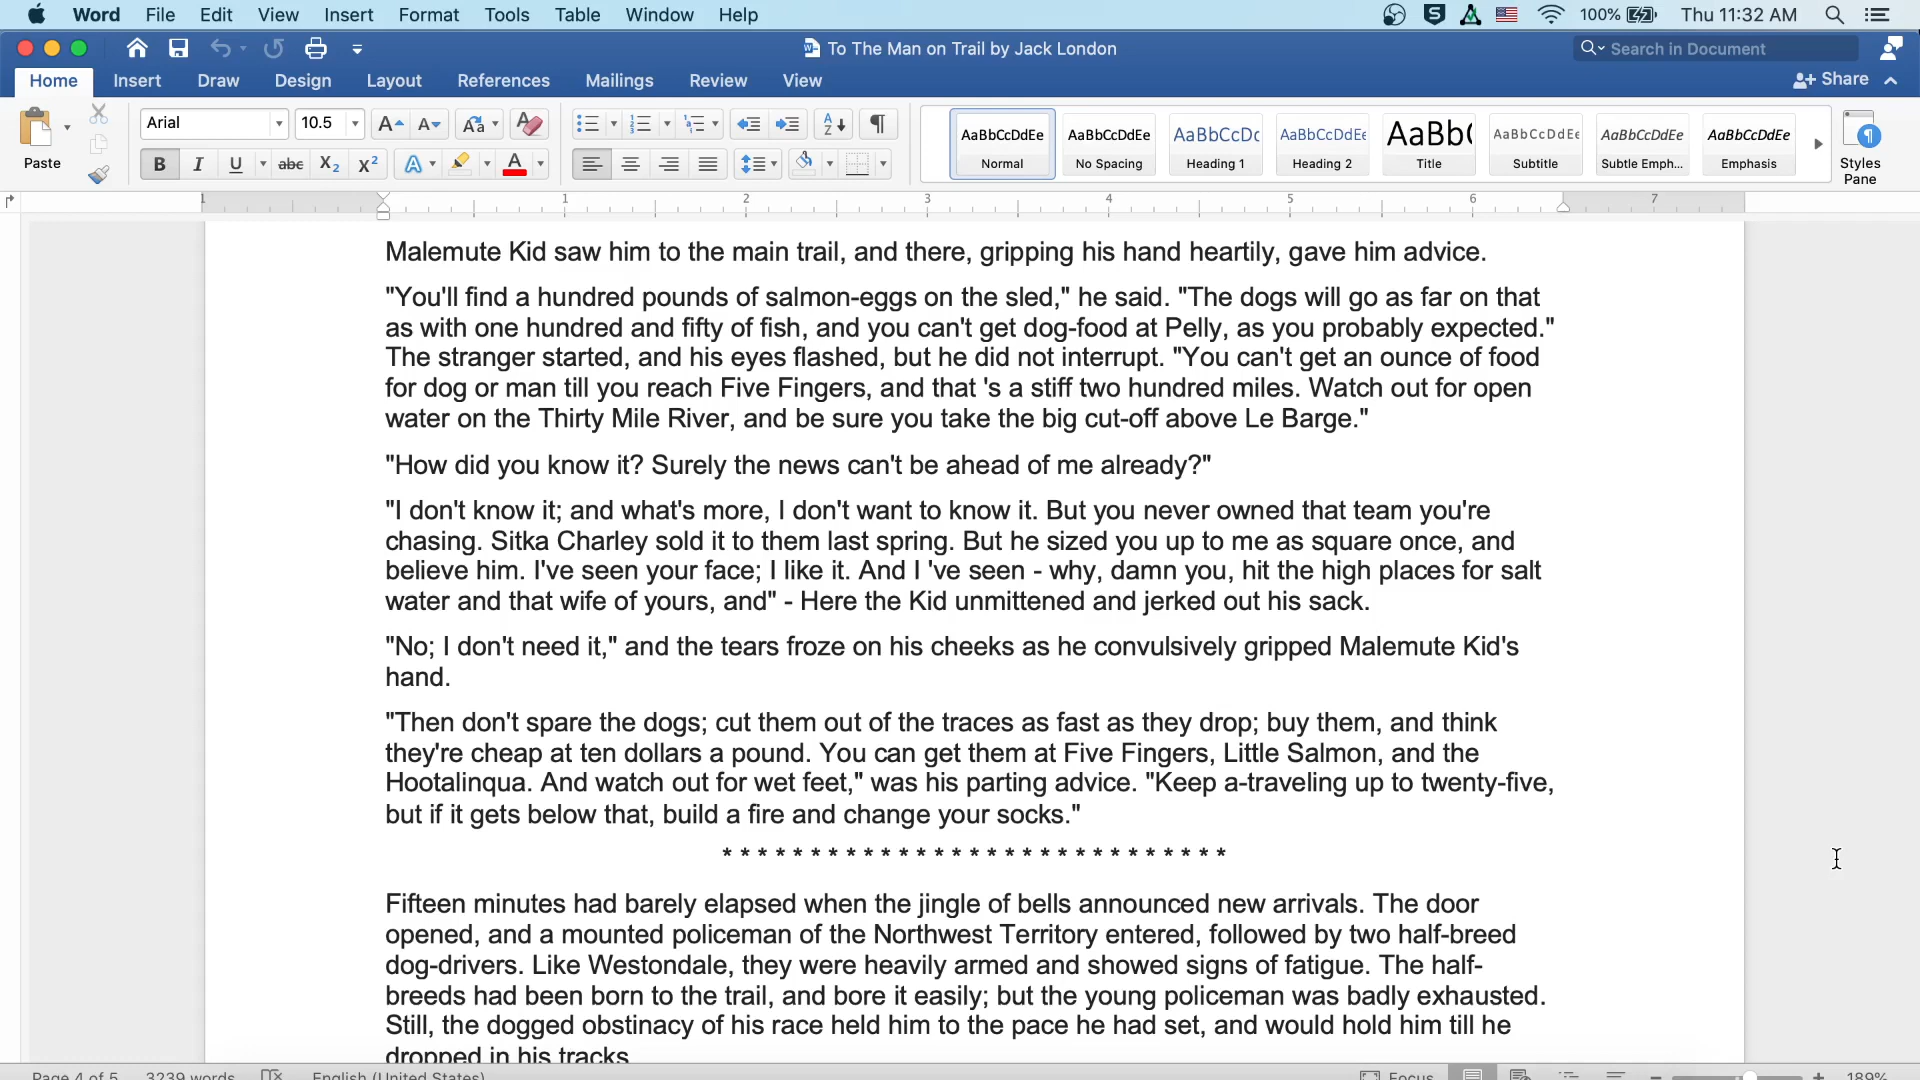 Word File Edit View Insert Format Tools Table Window Help 100% Thu 11:32 AM
To The Man on Trail by Jack London Search in Document
Home Insert Draw Design Layout References Mailings Review View Share
Arial 10.5 Aa A
AaBbCcDdEe AaBbCcDdEe AaBbCcDc AaBbCcDdEe AaBb( AaBbCcDdEe AaBbCcDdEe AaBbCcDdEe
Paste B I U abc X2 X2 A A Normal No Spacing Heading 1 Heading 2 Title Subtitle Subtle Emph... Emphasis Styles
Pane
1 1 2 3 4 5 6 7
Malemute Kid saw him to the main trail, and there, gripping his hand heartily, gave him advice.
"You'll find a hundred pounds of salmon-eggs on the sled," he said. "The dogs will go as far on that
as with one hundred and fifty of fish, and you can't get dog-food at Pelly, as you probably expected."
The stranger started, and his eyes flashed, but he did not interrupt. "You can't get an ounce of food
for dog or man till you reach Five Fingers, and that 's a stiff two hundred miles. Watch out for open
water on the Thirty Mile River, and be sure you take the big cut-off above Le Barge."
"How did you know it? Surely the news can't be ahead of me already?"
"I don't know it; and what's more, I don't want to know it. But you never owned that team you're
chasing. Sitka Charley sold it to them last spring. But he sized you up to me as square once, and
believe him. I've seen your face; I like it. And I 've seen - why, damn you, hit the high places for salt
water and that wife of yours, and" - Here the Kid unmittened and jerked out his sack.
"No; I don't need it," and the tears froze on his cheeks as he convulsively gripped Malemute Kid's
hand.
"Then don't spare the dogs; cut them out of the traces as fast as they drop; buy them, and think
they're cheap at ten dollars a pound. You can get them at Five Fingers, Little Salmon, and the
Hootalinqua. And watch out for wet feet," was his parting advice. "Keep a-traveling up to twenty-five,
but if it gets below that, build a fire and change your socks."
* * * * * * * * * * * * * * * * * * * * * * * * * * * * *
Fifteen minutes had barely elapsed when the jingle of bells announced new arrivals. The door
opened, and a mounted policeman of the Northwest Territory entered, followed by two half-breed
dog-drivers. Like Westondale, they were heavily armed and showed signs of fatigue. The half-
breeds had been born to the trail, and bore it easily; but the young policeman was badly exhausted.
Still, the dogged obstinacy of his race held him to the pace he had set, and would hold him till he
dropped in his tracks
Page 4 of 5 3239 words English (United States) Focus 189%